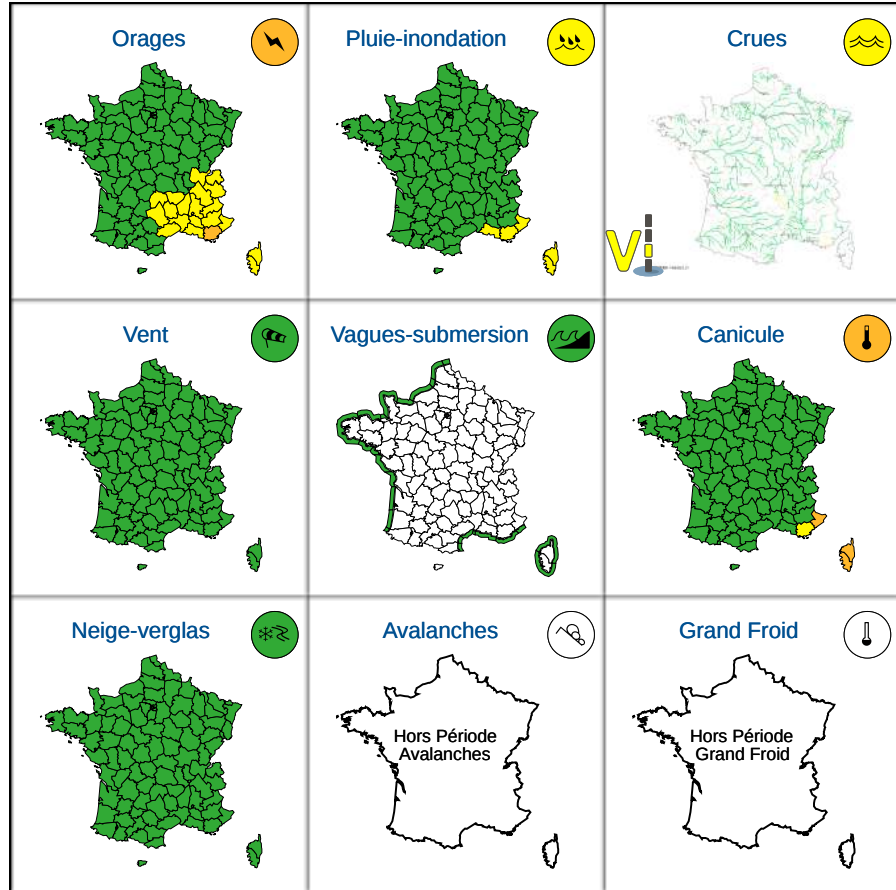 Orages
Pluie-inondation
Crues
Vi
Vent
Vagues-submersion
Canicule
Neige-verglas
Avalanches
Hors Période
Avalanches
Grand Froid
Hors Période
Grand Froid